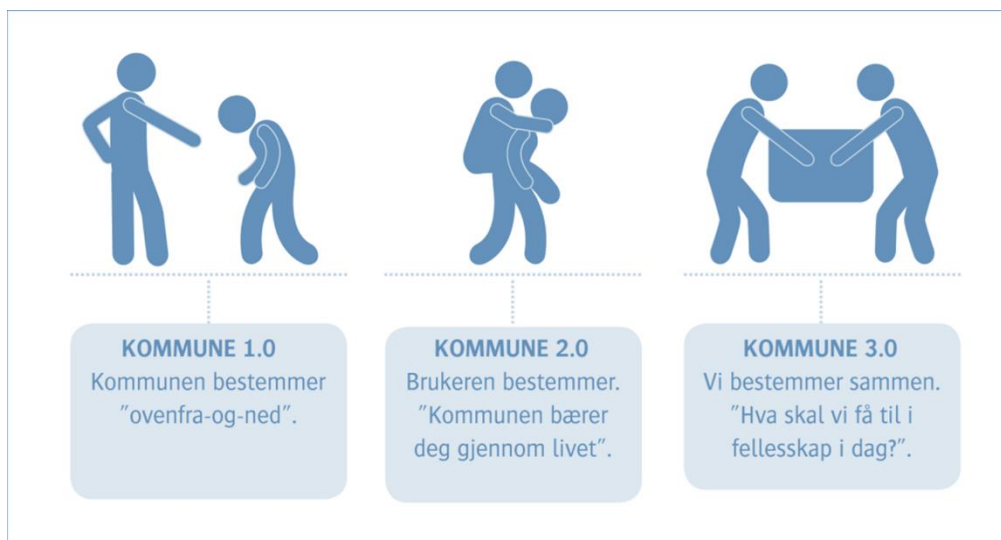 KOMMUNE 1.0
Kommunen bestemmer
”ovenfra-og-ned”.
KOMMUNE 2.0
Brukeren bestemmer.
”Kommunen bærer
deg gjennom livet”.
KOMMUNE 3.0
Vi bestemmer sammen.
”Hva skal vi få til i
fellesskap i dag?”.